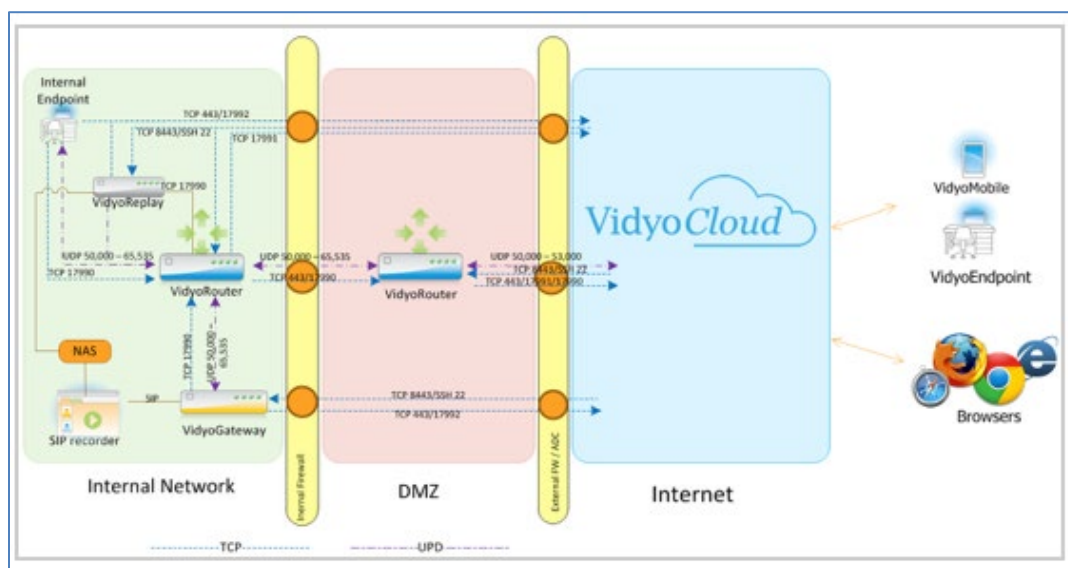 Internal
Endpoint
TCP 443/17992
TCP 8443/SSH 22
TCP 17991
TCP 17990
VidyoReplay
UDP 50,000 – 65,535
TCP 17990
VidyoRouter
UDP 50,000 – 65,535
TCP 443/17990
VidyoRouter
UDP 50,000 – 53,000
TCP 8443/SSH 22
TCP 443/17991/17990
VidyoCloud
VidyoMobile
VidyoEndpoint
Browsers
TCP 17990
UDP 50,000 –
65,535
NAS
SIP
SIP recorder
VidyoGateway
TCP 8443/SSH 22
TCP 443/17992
Inernal Firewall
External FW / ADC
Internal Network
DMZ
Internet
TCP
UPD